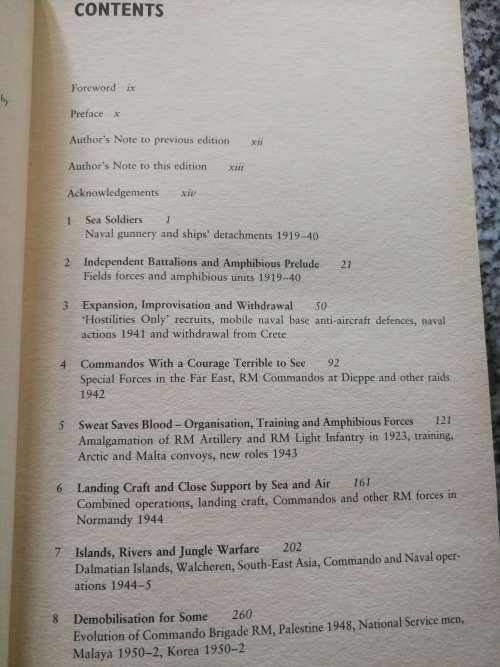 CONTENTS
by
Foreword ix
Preface x
Author's Note to previous edition xii
Author's Note to this edition xiii
Acknowledgements xiv
1 Sea Soldiers 1
Naval gunnery and ships' detachments 1919–40
2 Independent Battalions and Amphibious Prelude 21
Fields forces and amphibious units 1919–40
3 Expansion, Improvisation and Withdrawal 50
'Hostilities Only' recruits, mobile naval base anti-aircraft defences, naval
actions 1941 and withdrawal from Crete
4 Commandos With a Courage Terrible to See 92
Special Forces in the Far East, RM Commandos at Dieppe and other raids
1942
5 Sweat Saves Blood – Organisation, Training and Amphibious Forces 121
Amalgamation of RM Artillery and RM Light Infantry in 1923, training,
Arctic and Malta convoys, new roles 1943
6 Landing Craft and Close Support by Sea and Air 161
Combined operations, landing craft, Commandos and other RM forces in
Normandy 1944
7 Islands, Rivers and Jungle Warfare 202
Dalmatian Islands, Walcheren, South-East Asia, Commando and Naval oper-
ations 1944–5
8 Demobilisation for Some 260
Evolution of Commando Brigade RM, Palestine 1948, National Service men,
Malaya 1950–2, Korea 1950–2